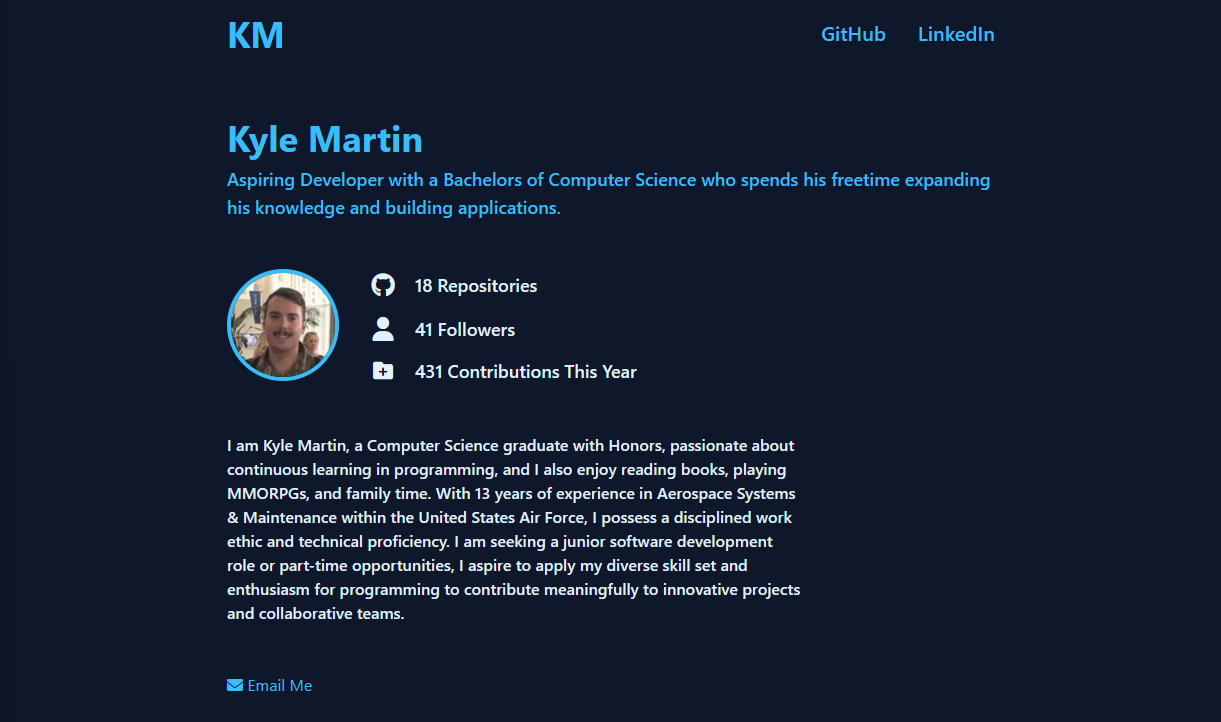 KM
GitHub LinkedIn
Kyle Martin
Aspiring Developer with a Bachelors of Computer Science who spends his freetime expanding
his knowledge and building applications.
18 Repositories
41 Followers
431 Contributions This Year
I am Kyle Martin, a Computer Science graduate with Honors, passionate about
continuous learning in programming, and I also enjoy reading books, playing
MMORPGs, and family time. With 13 years of experience in Aerospace Systems
& Maintenance within the United States Air Force, I possess a disciplined work
ethic and technical proficiency. I am seeking a junior software development
role or part-time opportunities, I aspire to apply my diverse skill set and
enthusiasm for programming to contribute meaningfully to innovative projects
and collaborative teams.
Email Me